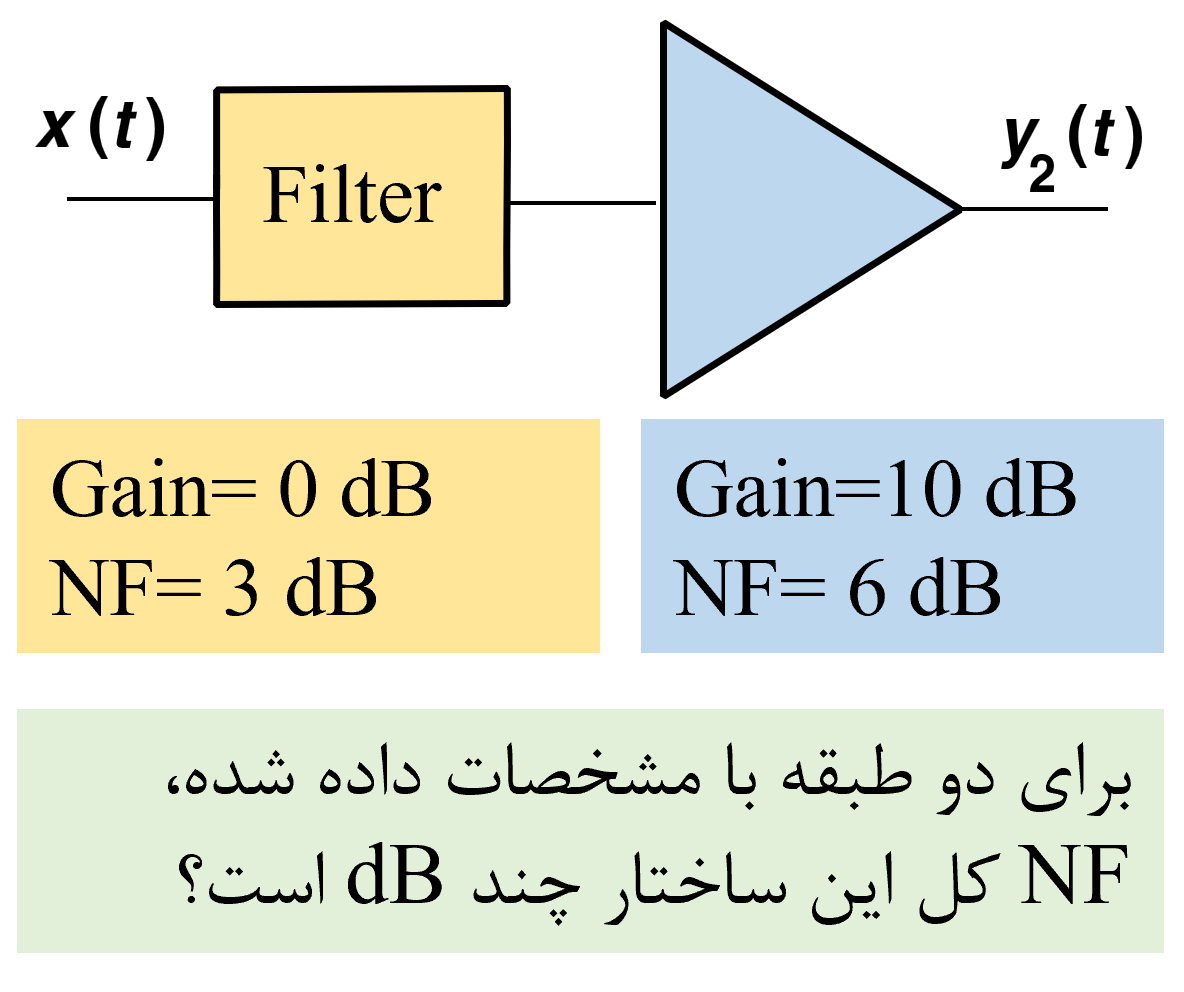 x(t)
Filter
y2(t)
Gain= 0 dB
NF= 3 dB
Gain=10 dB
NF= 6 dB
برای دو طبقه با مشخصات داده شده،
NF کل این ساختار چند dB است؟